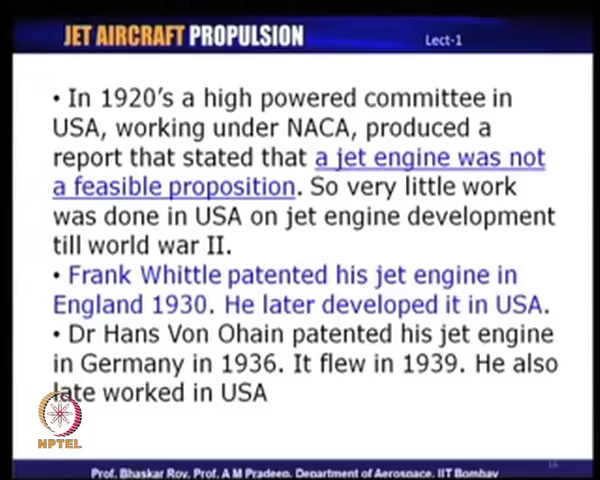 JET AIRCRAFT PROPULSION Lect-1
• In 1920's a high powered committee in
USA, working under NACA, produced a
report that stated that a jet engine was not
a feasible proposition. So very little work
was done in USA on jet engine development
till world war II.
• Frank Whittle patented his jet engine in
England 1930. He later developed it in USA.
• Dr Hans Von Ohain patented his jet engine
in Germany in 1936. It flew in 1939. He also
late worked in USA
NPTEL
16
Prof. Bhaskar Roy, Prof. A M Pradeep, Department of Aerospace, IIT Bombay